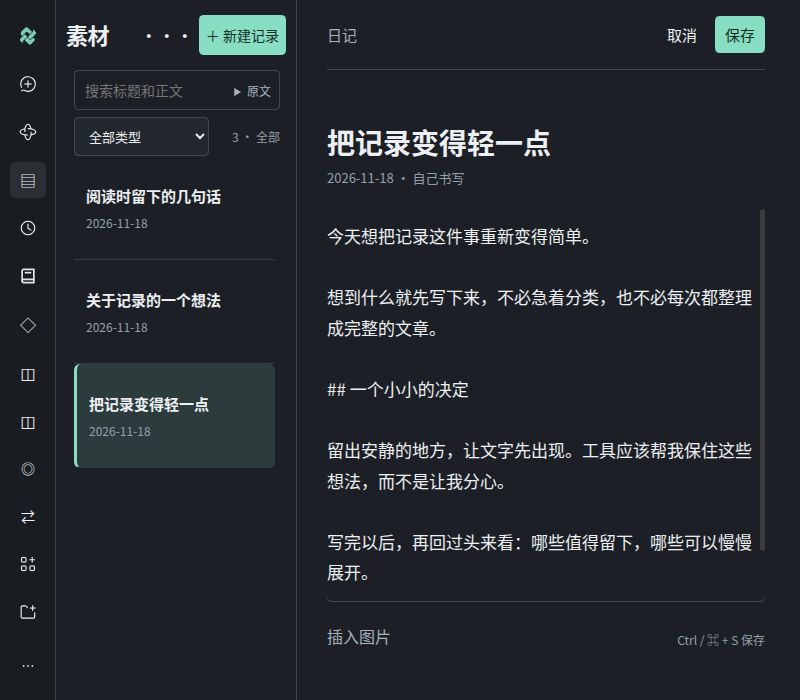 素材
···
+ 新建记录
搜索标题和正文
▶ 原文
全部类型
3 · 全部
阅读时留下的几句话
2026-11-18
关于记录的一个想法
2026-11-18
把记录变得轻一点
2026-11-18
...
日记
取消
保存
把记录变得轻一点
2026-11-18 · 自己书写
今天想把记录这件事重新变得简单。
想到什么就先写下来，不必急着分类，也不必每次都整理
成完整的文章。
## 一个小小的决定
留出安静的地方，让文字先出现。工具应该帮我保住这些
想法，而不是让我分心。
写完以后，再回过头来看：哪些值得留下，哪些可以慢慢
展开。
插入图片
Ctrl / ⌘ + S 保存